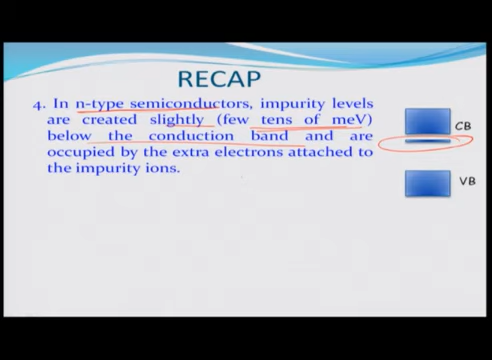 RECAP
4. In n-type semiconductors, impurity levels
are created slightly (few tens of meV)
below the conduction band and are
occupied by the extra electrons attached to
the impurity ions.
CB
VB